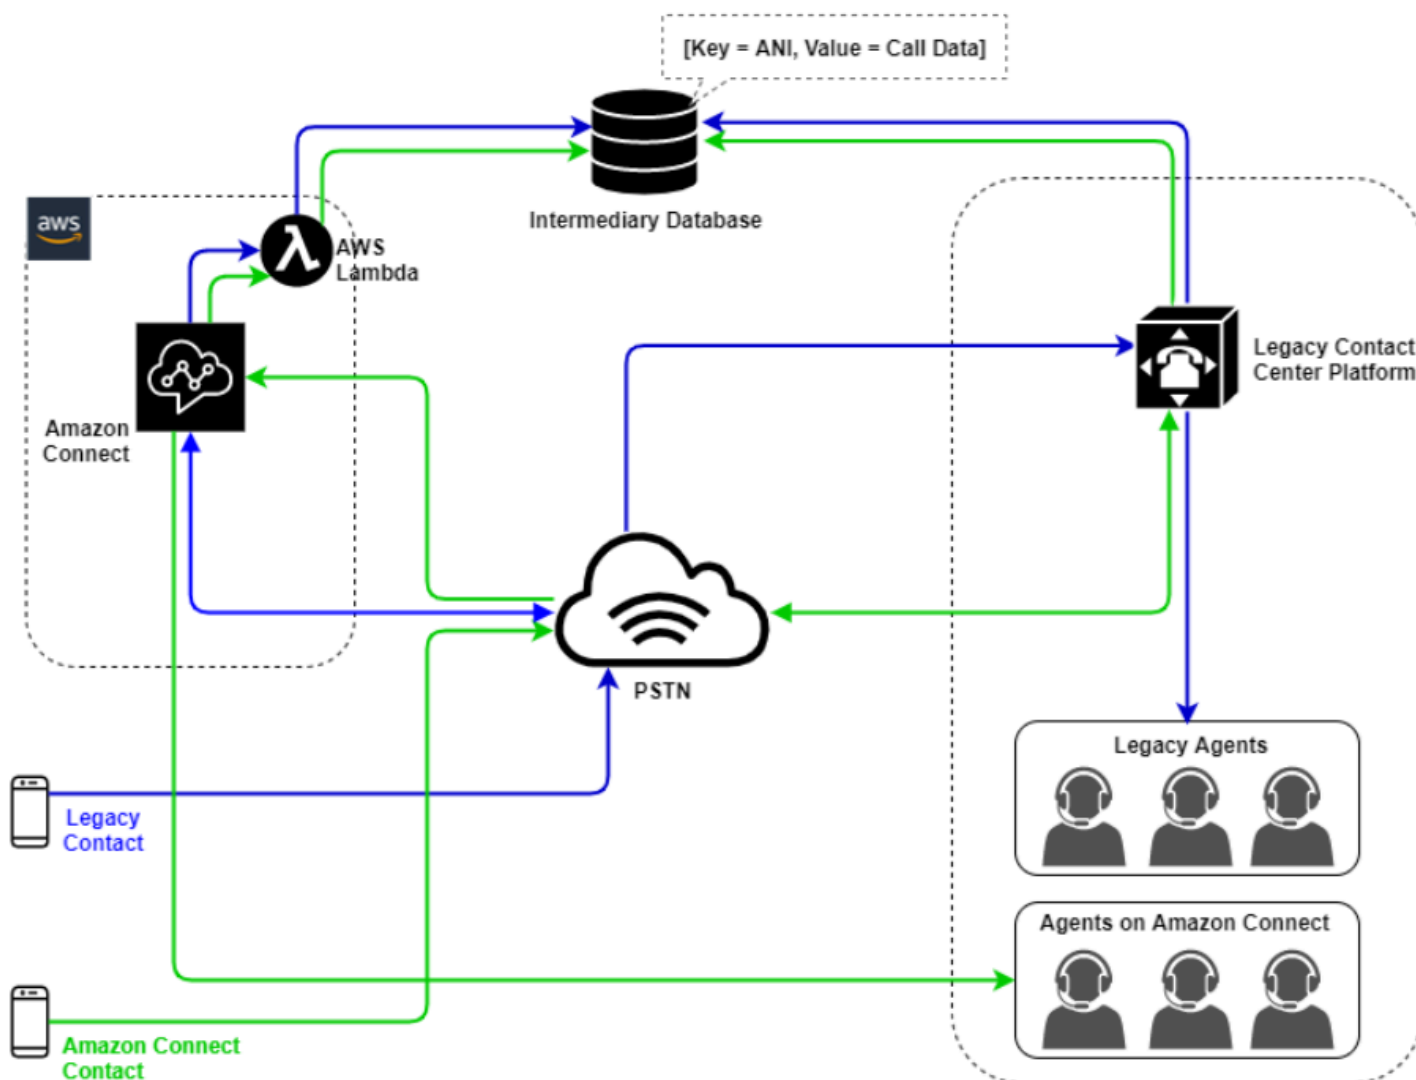 [Key = ANI, Value = Call Data]
aws
Intermediary Database
AWS
Lambda
Legacy Contact
Center Platform
Amazon
Connect
PSTN
Legacy Agents
Legacy
Contact
Agents on Amazon Connect
Amazon Connect
Contact